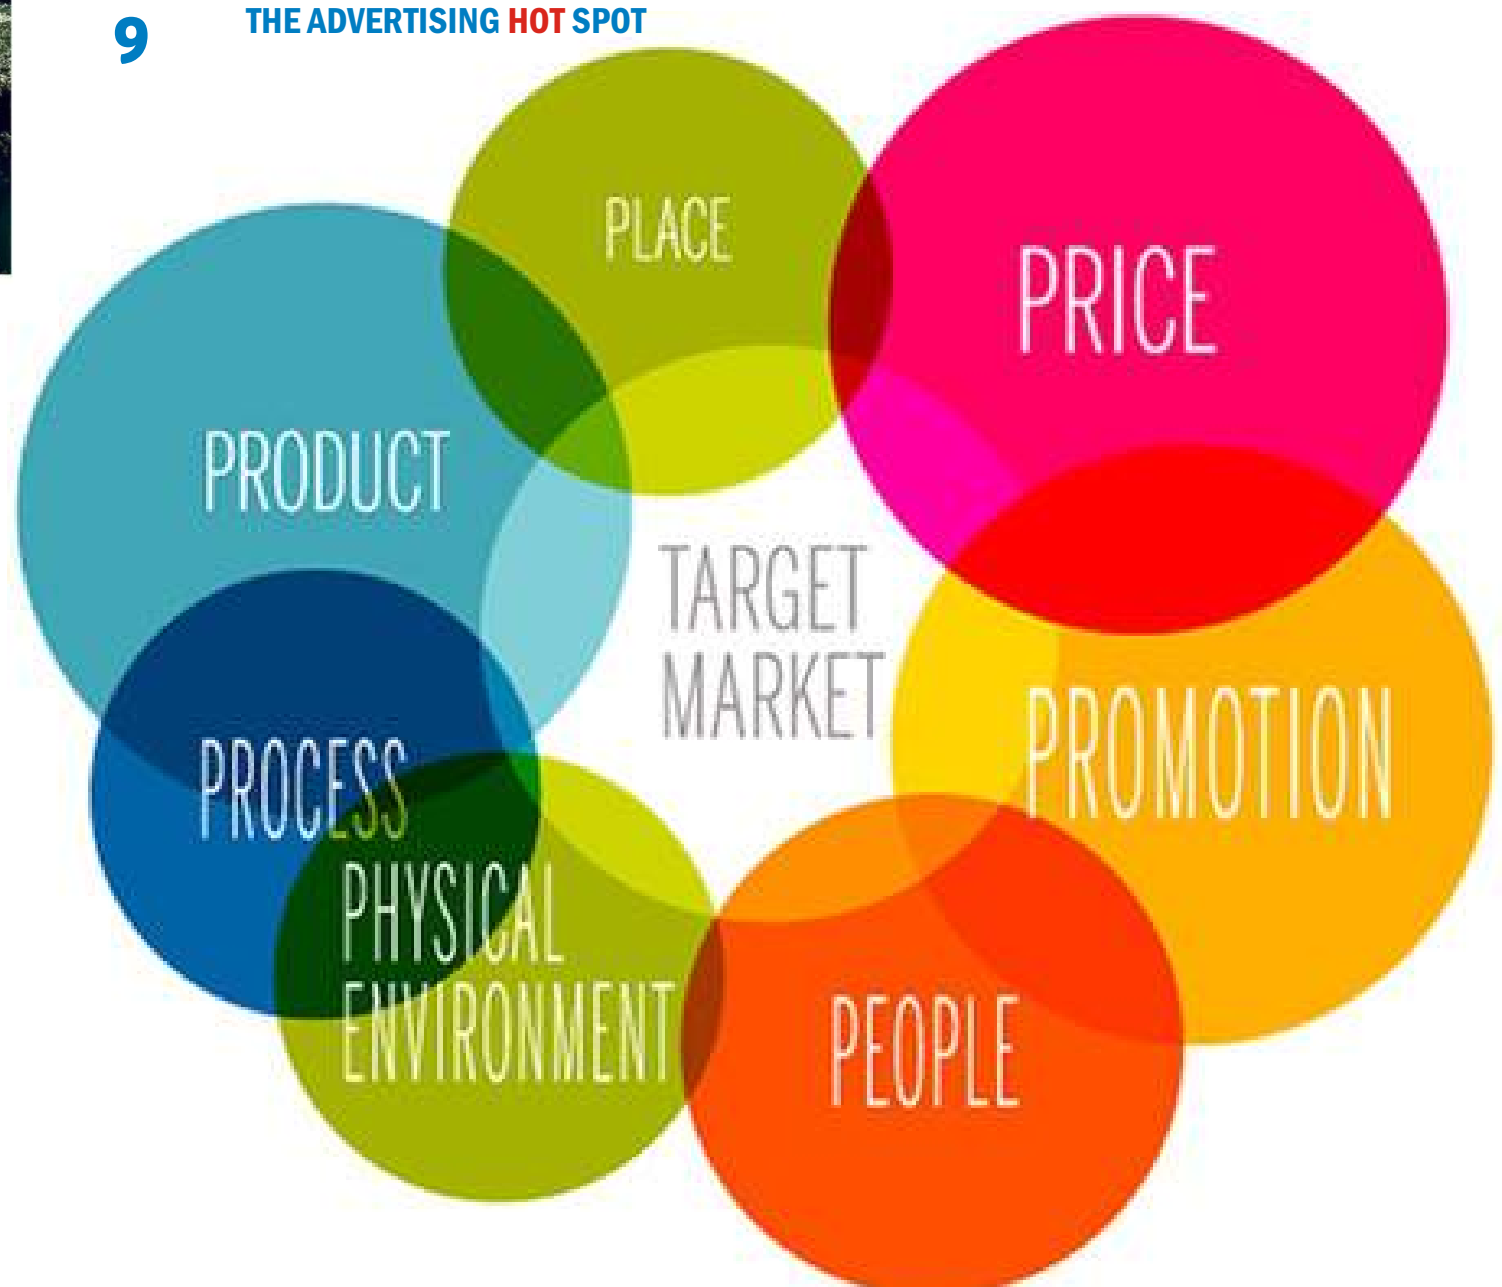 9
THE ADVERTISING HOT SPOT
PLACE
PRICE
PRODUCT
TARGET
MARKET
PROMOTION
PROCESS
PHYSICAL
ENVIRONMENT
PEOPLE